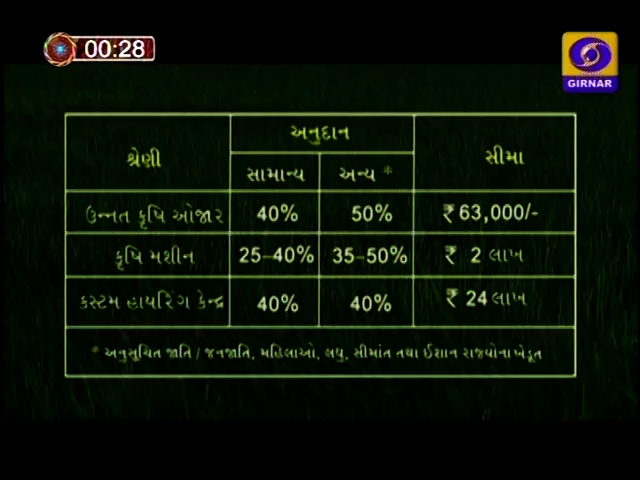 00:28
GIRNAR
અનુદાન
શ્રેણી
સીમા
સામાન્ય અન્ય *
ઉન્નત કૃષિ ઓજાર 40% 50% ₹ 63,000/-
કૃષિ મશીન 25-40% 35-50% ₹ 2 લાખ
કસ્ટમ હાયરિંગ કેન્દ્ર 40% 40% ₹ 24 લાખ
* અનુસૂચિત જાતિ / જનજાતિ, મહિલાઓ, લઘુ, સીમાંત તથા ઈશાન રાજ્યોના ખેડૂત